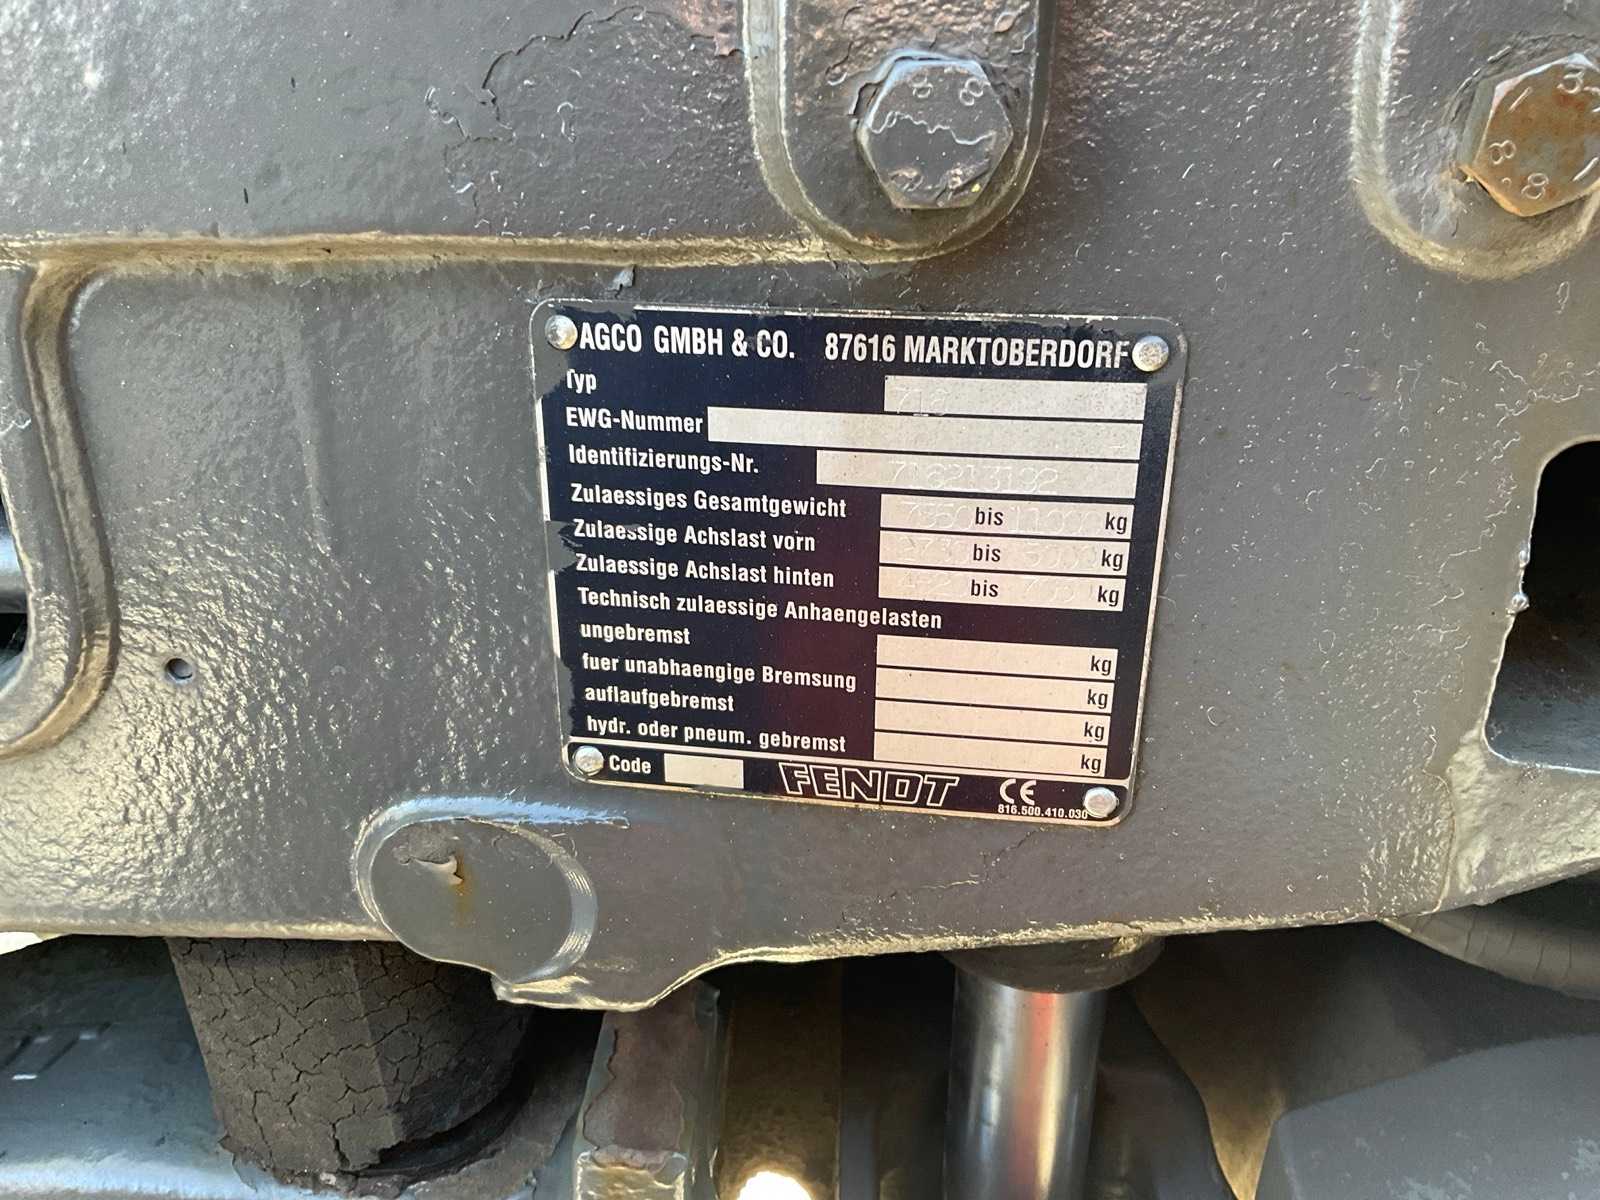 AGCO GMBH & CO. 87616 MARKTOBERDORF
Typ 716
EWG-Nummer
Identifizierungs-Nr. 716213192
Zulaessiges Gesamtgewicht bis kg
Zulaessige Achslast vorn bis kg
Zulaessige Achslast hinten bis kg
Technisch zulaessige Anhaengelasten
ungebremst kg
fuer unabhaengige Bremsung kg
auflaufgebremst kg
hydr. oder pneum. gebremst kg
Code FENDT CE
816.500.410.030